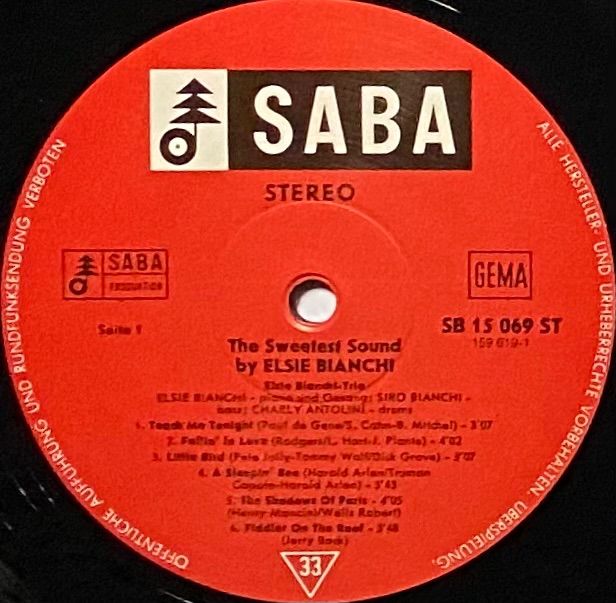 SABA
STEREO
SABA
PRODUKTION
GEMA
Seite 1
SB 15 069 ST
159 619-1
The Sweetest Sound
by ELSIE BIANCHI
Elsie Bianchi-Trio
ELSIE BIANCHI - piano and Gesang; SIRO BIANCHI -
bass; CHARLY ANTOLINI - drums
1. Teach Me Tonight (Paul de Gene/S. Cahn-B. Mitchel) - 3'07
2. Fallin' In Love (Rodgers/L. Hart-J. Plante) - 4'02
3. Little Bird (Pete Jolly-Tommy Wolf/Dick Grove) - 3'07
4. A Sleepin' Bee (Harold Arlen/Truman
Capote-Harold Arlen) - 3'43
5. The Shadows Of Paris - 4'05
(Henry Mancini/Wells Robert)
6. Fiddler On The Roof - 3'48
(Jerry Bock)
33
ALLE HERSTELLER- UND URHEBERRECHTE VORBEHALTEN. ÜBERSPIELUNG,
ÖFFENTLICHE AUFFÜHRUNG UND RUNDFUNKSENDUNG VERBOTEN